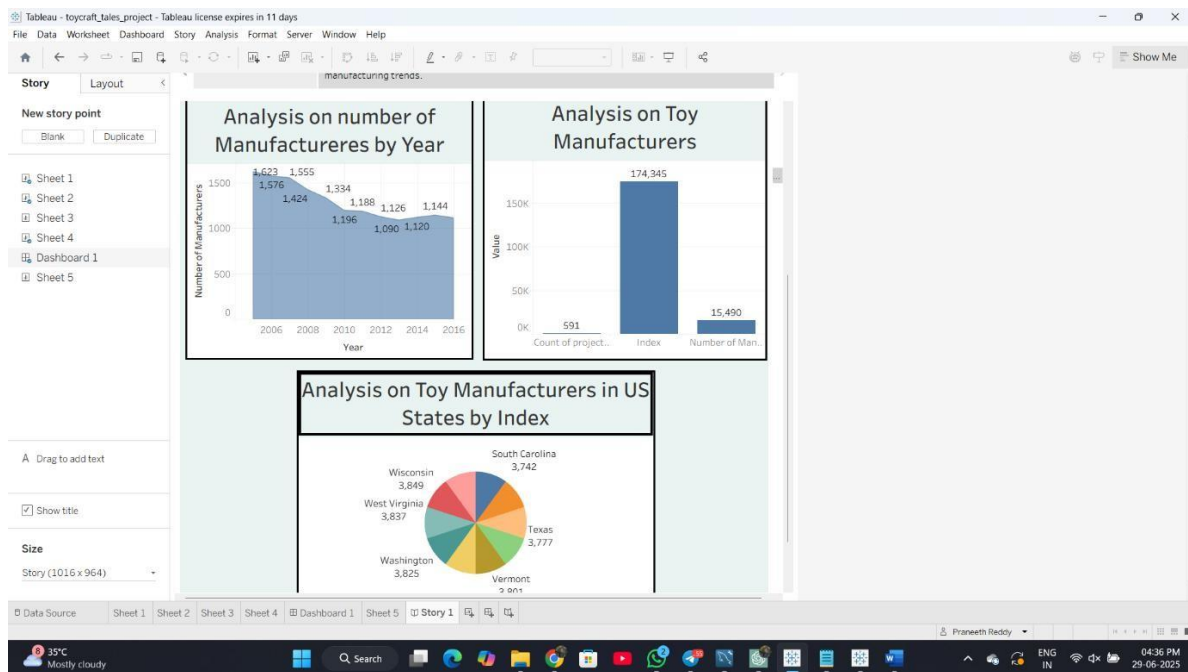 Tableau - toycraft_tales_project - Tableau license expires in 11 days
File Data Worksheet Dashboard Story Analysis Format Server Window Help
Show Me
Story Layout
New story point
Blank Duplicate
Sheet 1
Sheet 2
Sheet 3
Sheet 4
Dashboard 1
Sheet 5
A Drag to add text
Show title
Size
Story (1016 x 964)
manufacturing trends.
Analysis on number of
Manufactureres by Year
Number of Manufacturers
1500
1000
500
0
1,623 1,555
1,576
1,424
1,334
1,196
1,188 1,126 1,144
1,090 1,120
2006 2008 2010 2012 2014 2016
Year
Analysis on Toy
Manufacturers
Value
150K
100K
50K
0K
174,345
591
15,490
Count of project.. Index Number of Man..
Analysis on Toy Manufacturers in US
States by Index
South Carolina
3,742
Wisconsin
3,849
West Virginia
3,837
Texas
3,777
Washington
3,825
Vermont
3,801
Data Source Sheet 1 Sheet 2 Sheet 3 Sheet 4 Dashboard 1 Sheet 5 Story 1
Praneeth Reddy
8
35°C
Mostly cloudy
Search
2
ENG
IN
04:36 PM
29-06-2025